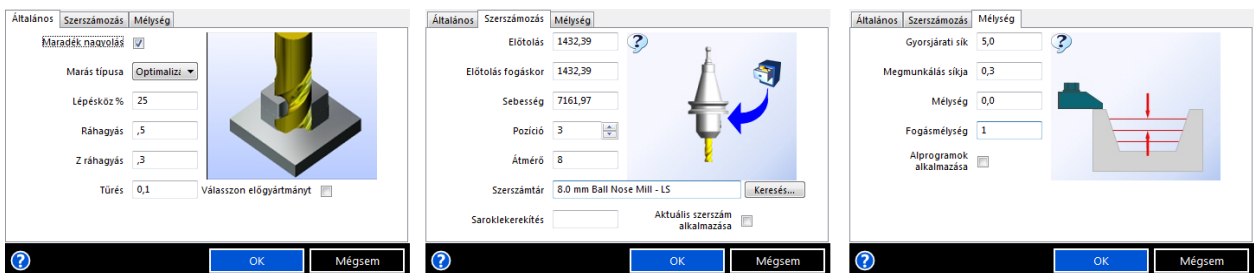 Általános Szerszámozás Mélység
Maradék nagyolás
Marás típusa Optimaliza
Lépésköz % 25
Ráhagyás ,5
Z ráhagyás ,3
Tűrés 0,1 Válasszon előgyártmányt
? OK Mégsem
Általános Szerszámozás Mélység
Előtolás 1432,39 ?
Előtolás fogáskor 1432,39
Sebesség 7161,97
Pozíció 3
Átmérő 8
Szerszámtár 8.0 mm Ball Nose Mill - LS Keresés...
Saroklekerekítés Aktuális szerszám
alkalmazása
? OK Mégsem
Általános Szerszámozás Mélység
Gyorsjárati sík 5,0 ?
Megmunkálás síkja 0,3
Mélység 0,0
Fogásmélység 1
Alprogramok
alkalmazása
? OK Mégsem